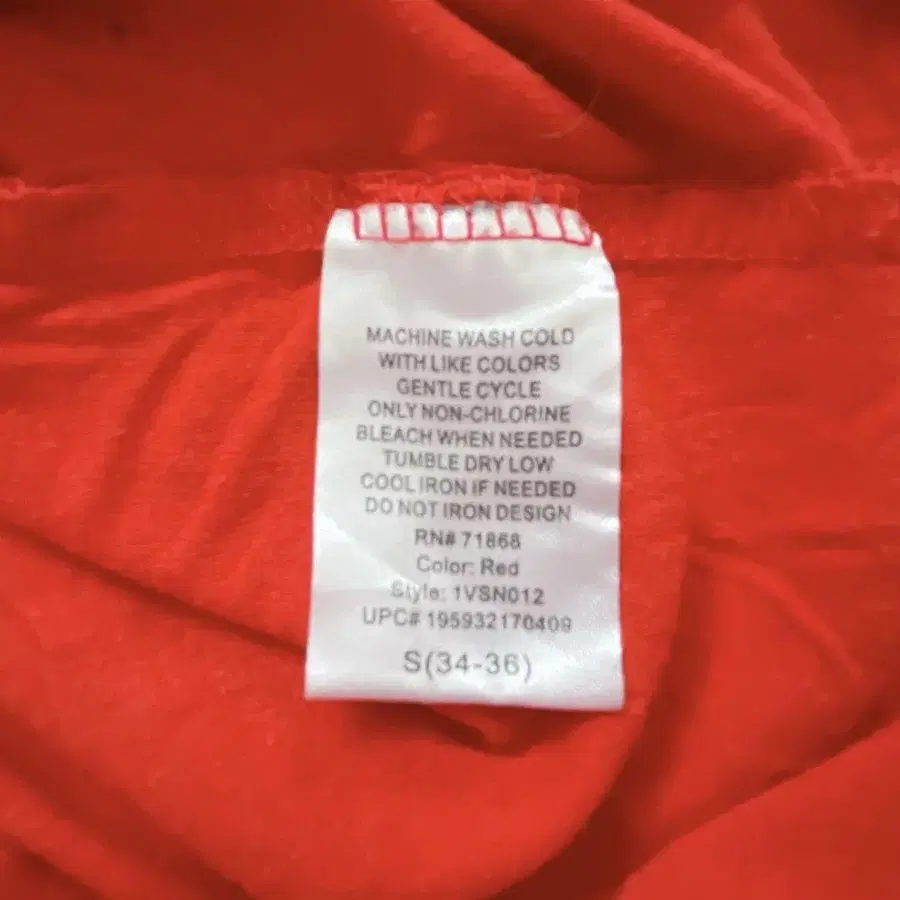 MACHINE WASH COLD
WITH LIKE COLORS
GENTLE CYCLE
ONLY NON-CHLORINE
BLEACH WHEN NEEDED
TUMBLE DRY LOW
COOL IRON IF NEEDED
DO NOT IRON DESIGN
RN# 71868
Color: Red
Style: 1VSN012
UPC# 195932170409
S(34-36)